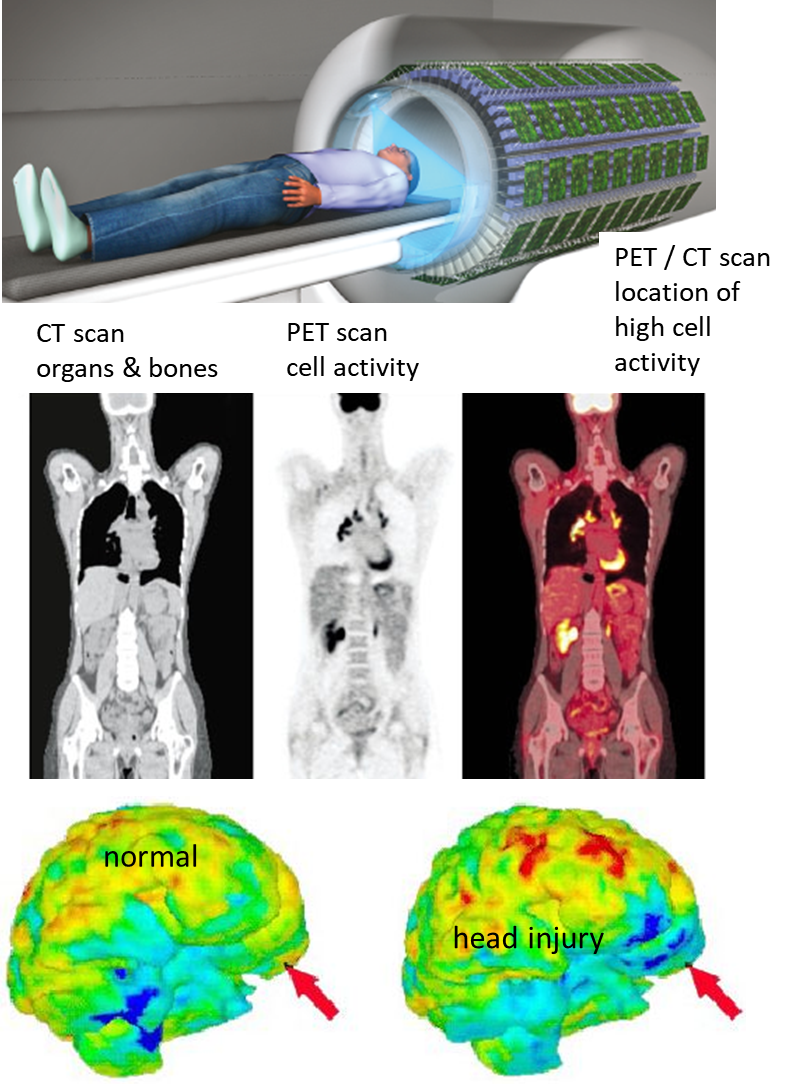 PET / CT scan
location of
high cell
activity
CT scan
organs & bones
PET scan
cell activity
normal
head injury